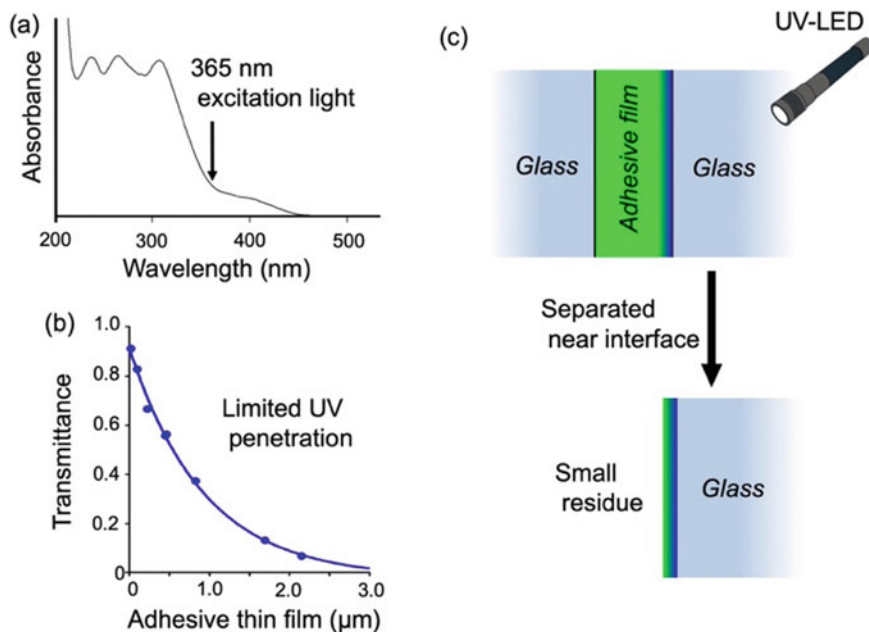 (a)
Absorbance
365 nm
excitation light
200 300 400 500
Wavelength (nm)
(b)
Transmittance
1.0
0.8
0.6
0.4
0.2
0
Limited UV
penetration
0 1.0 2.0 3.0
Adhesive thin film (μm)
(c)
UV-LED
Glass
Adhesive film
Glass
Separated
near interface
Small
residue
Glass